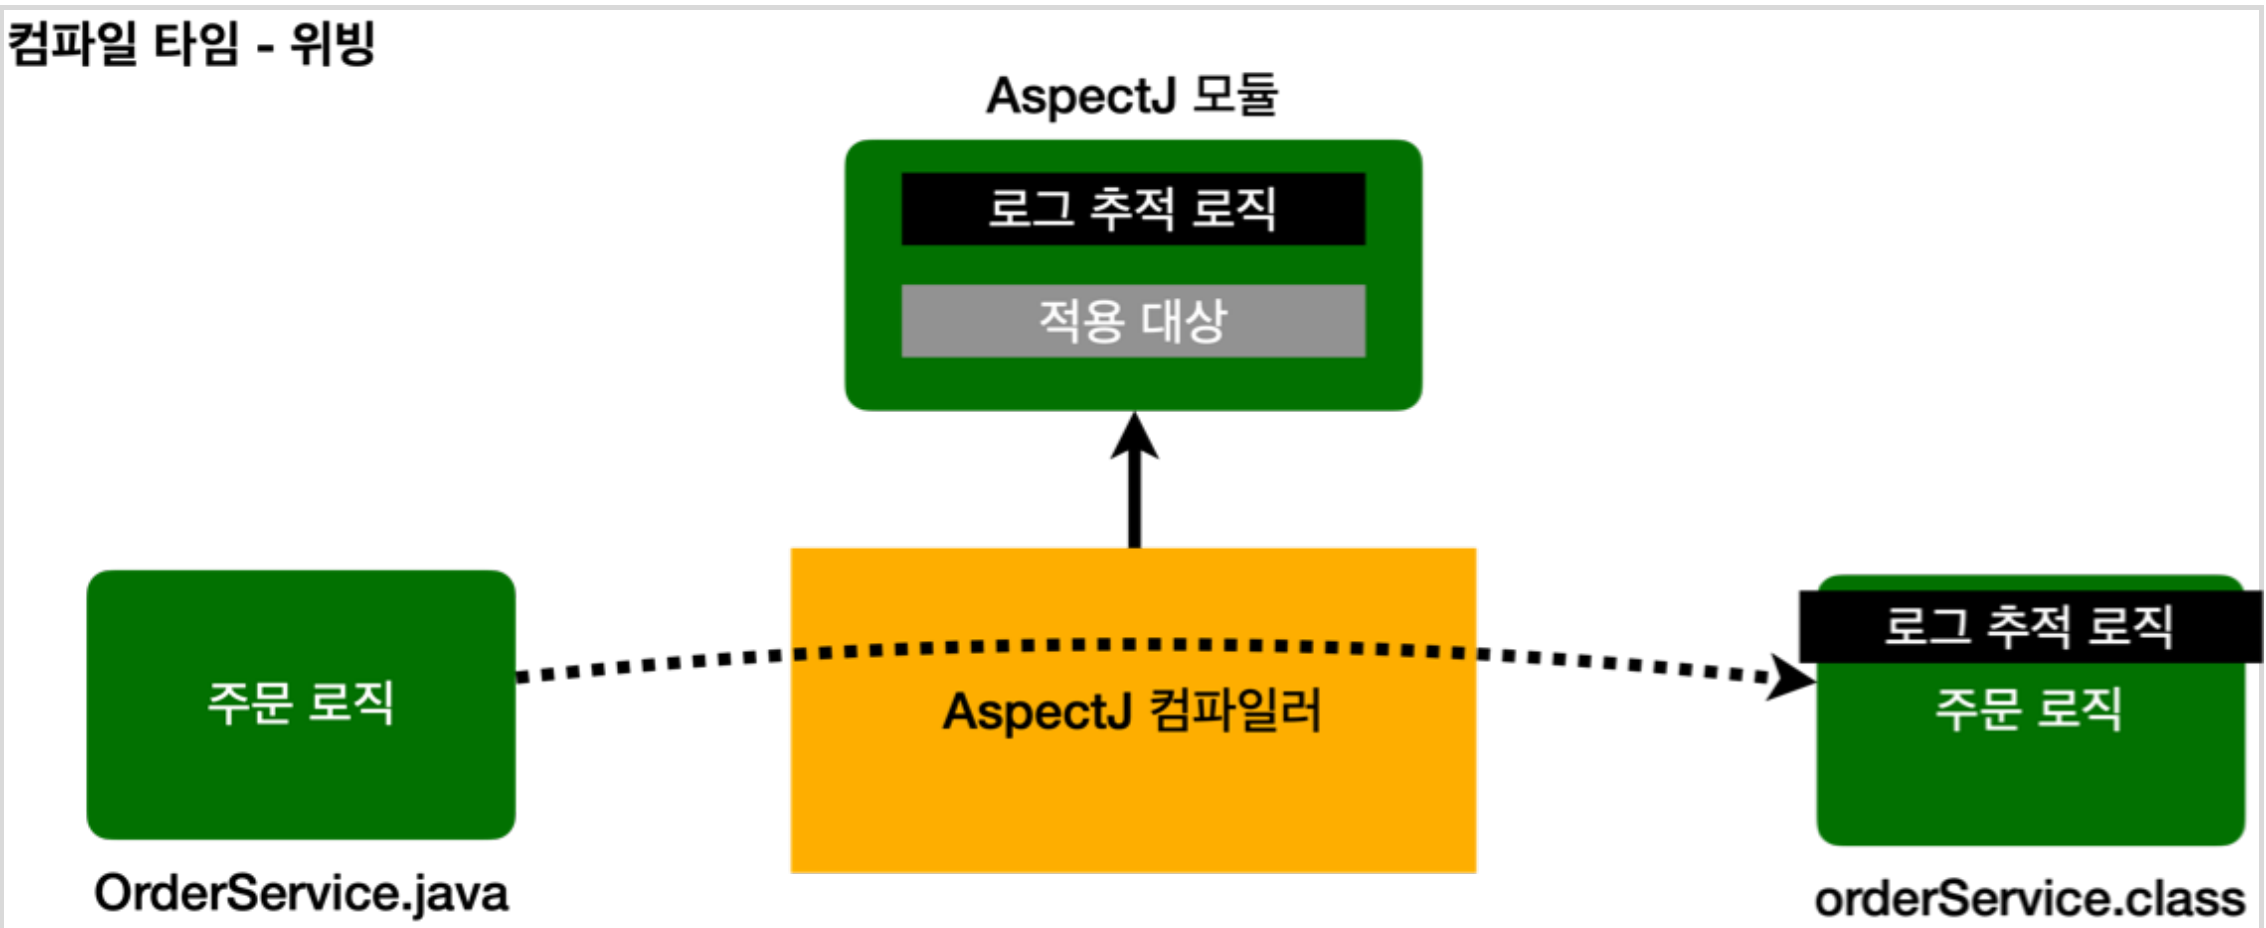 컴파일 타임 - 위빙
AspectJ 모듈
로그 추적 로직
적용 대상
주문 로직
OrderService.java
AspectJ 컴파일러
로그 추적 로직
주문 로직
orderService.class